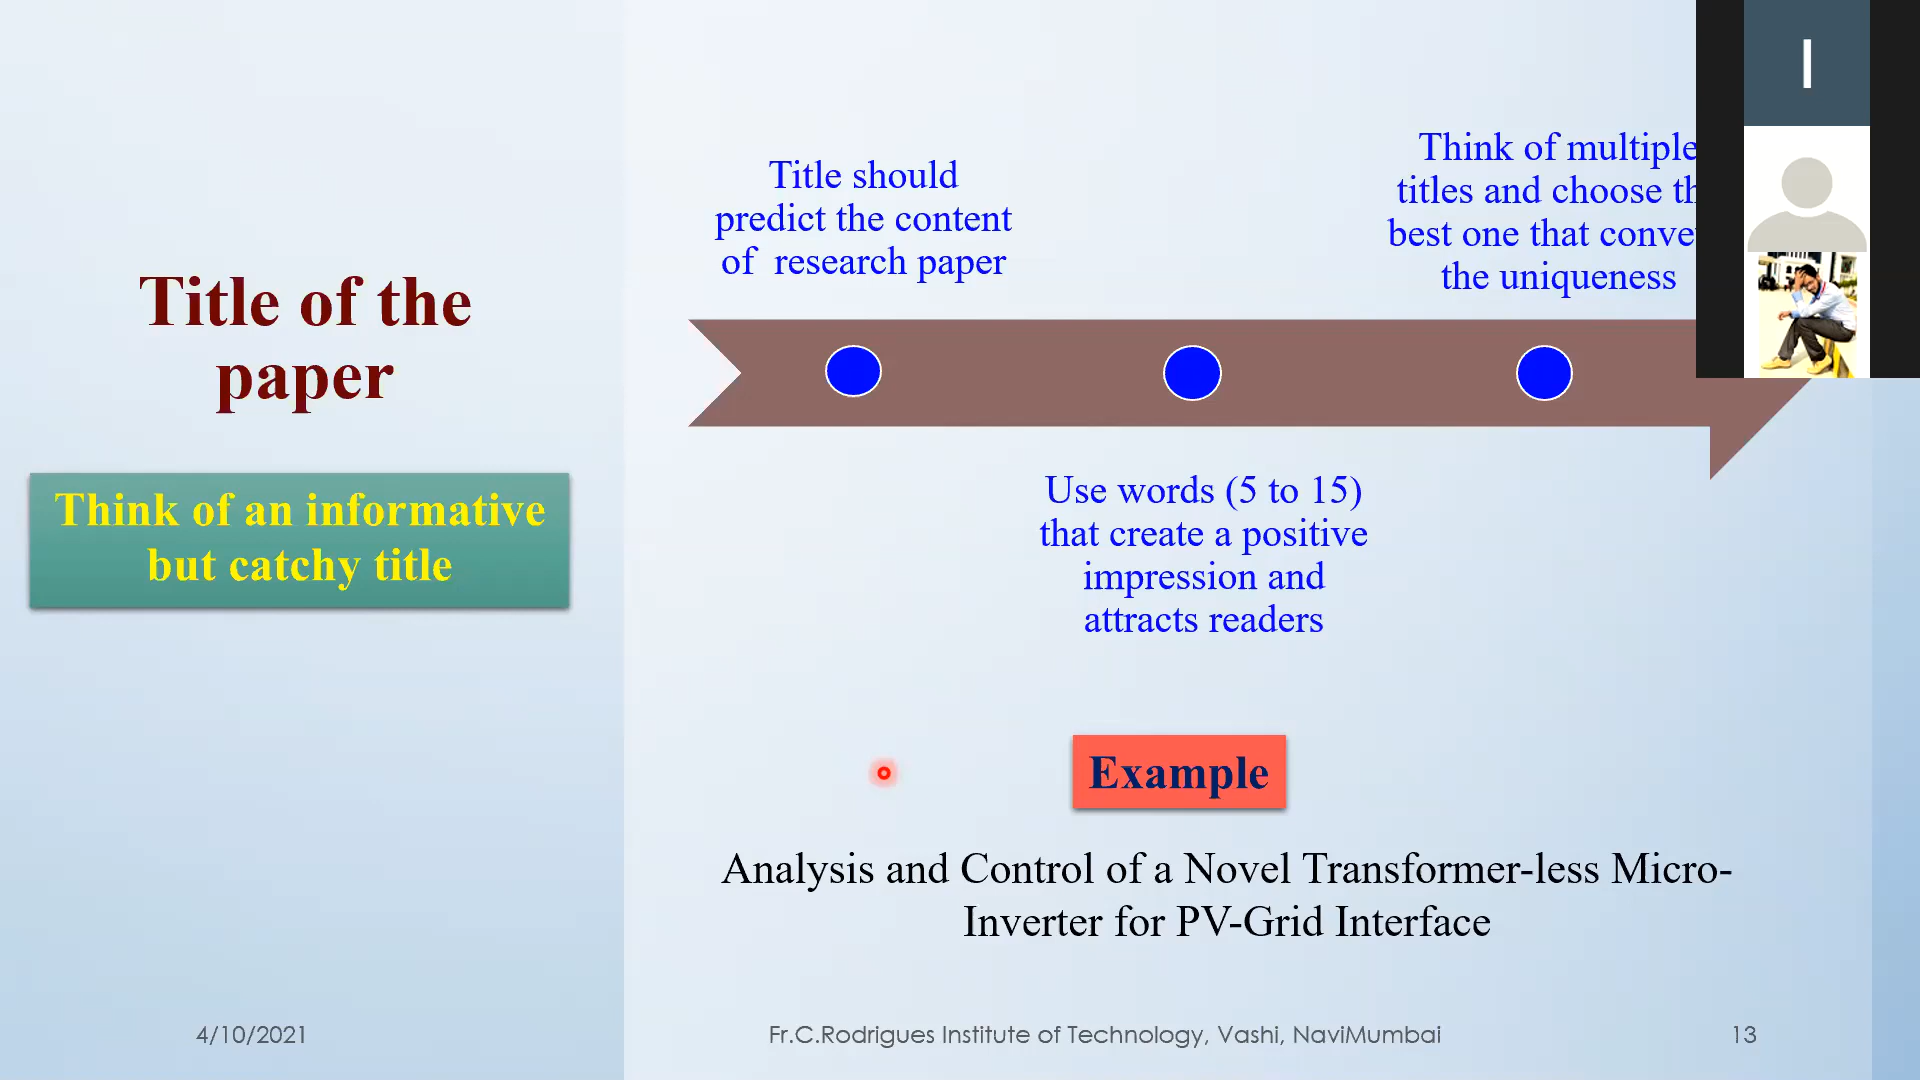 Title of the
paper
Think of an informative
but catchy title
Title should
predict the content
of research paper
Use words (5 to 15)
that create a positive
impression and
attracts readers
Think of multiple
titles and choose
best one that
the uniqueness
Example
Analysis and Control of a Novel Transformer-less Micro-
Inverter for PV-Grid Interface
4/10/2021
Fr.C.Rodrigues Institute of Technology, Vashi, NaviMumbai
13